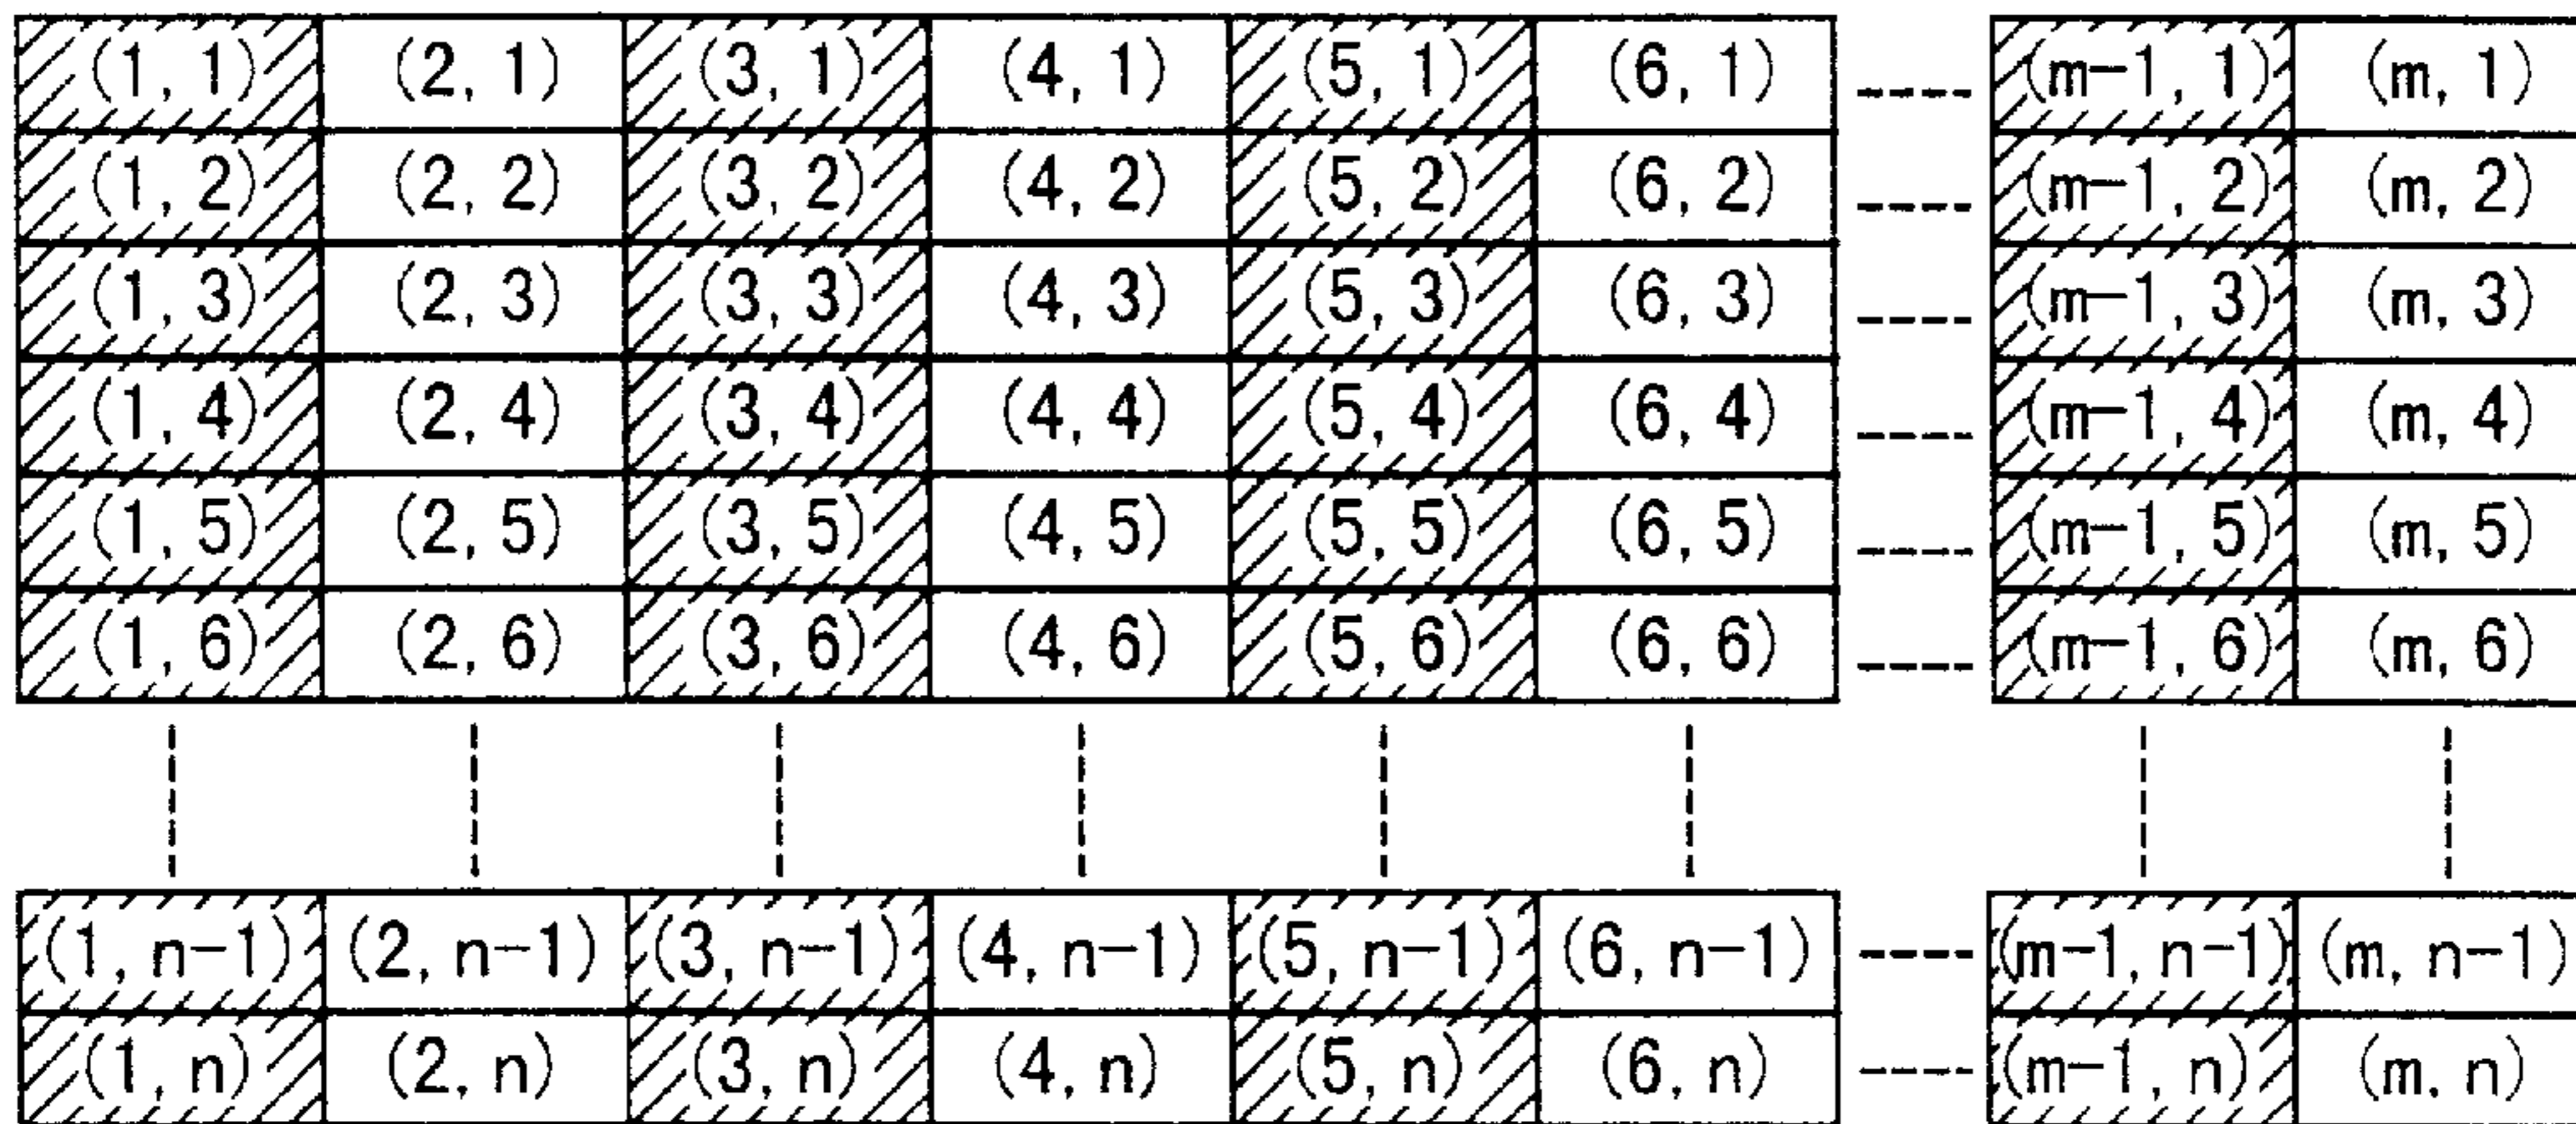 (1, 1) (2, 1) (3, 1) (4, 1) (5, 1) (6, 1) (m-1, 1) (m, 1)
(1, 2) (2, 2) (3, 2) (4, 2) (5, 2) (6, 2) (m-1, 2) (m, 2)
(1, 3) (2, 3) (3, 3) (4, 3) (5, 3) (6, 3) (m-1, 3) (m, 3)
(1, 4) (2, 4) (3, 4) (4, 4) (5, 4) (6, 4) (m-1, 4) (m, 4)
(1, 5) (2, 5) (3, 5) (4, 5) (5, 5) (6, 5) (m-1, 5) (m, 5)
(1, 6) (2, 6) (3, 6) (4, 6) (5, 6) (6, 6) (m-1, 6) (m, 6)
(1, n-1) (2, n-1) (3, n-1) (4, n-1) (5, n-1) (6, n-1) (m-1, n-1) (m, n-1)
(1, n) (2, n) (3, n) (4, n) (5, n) (6, n) (m-1, n) (m, n)